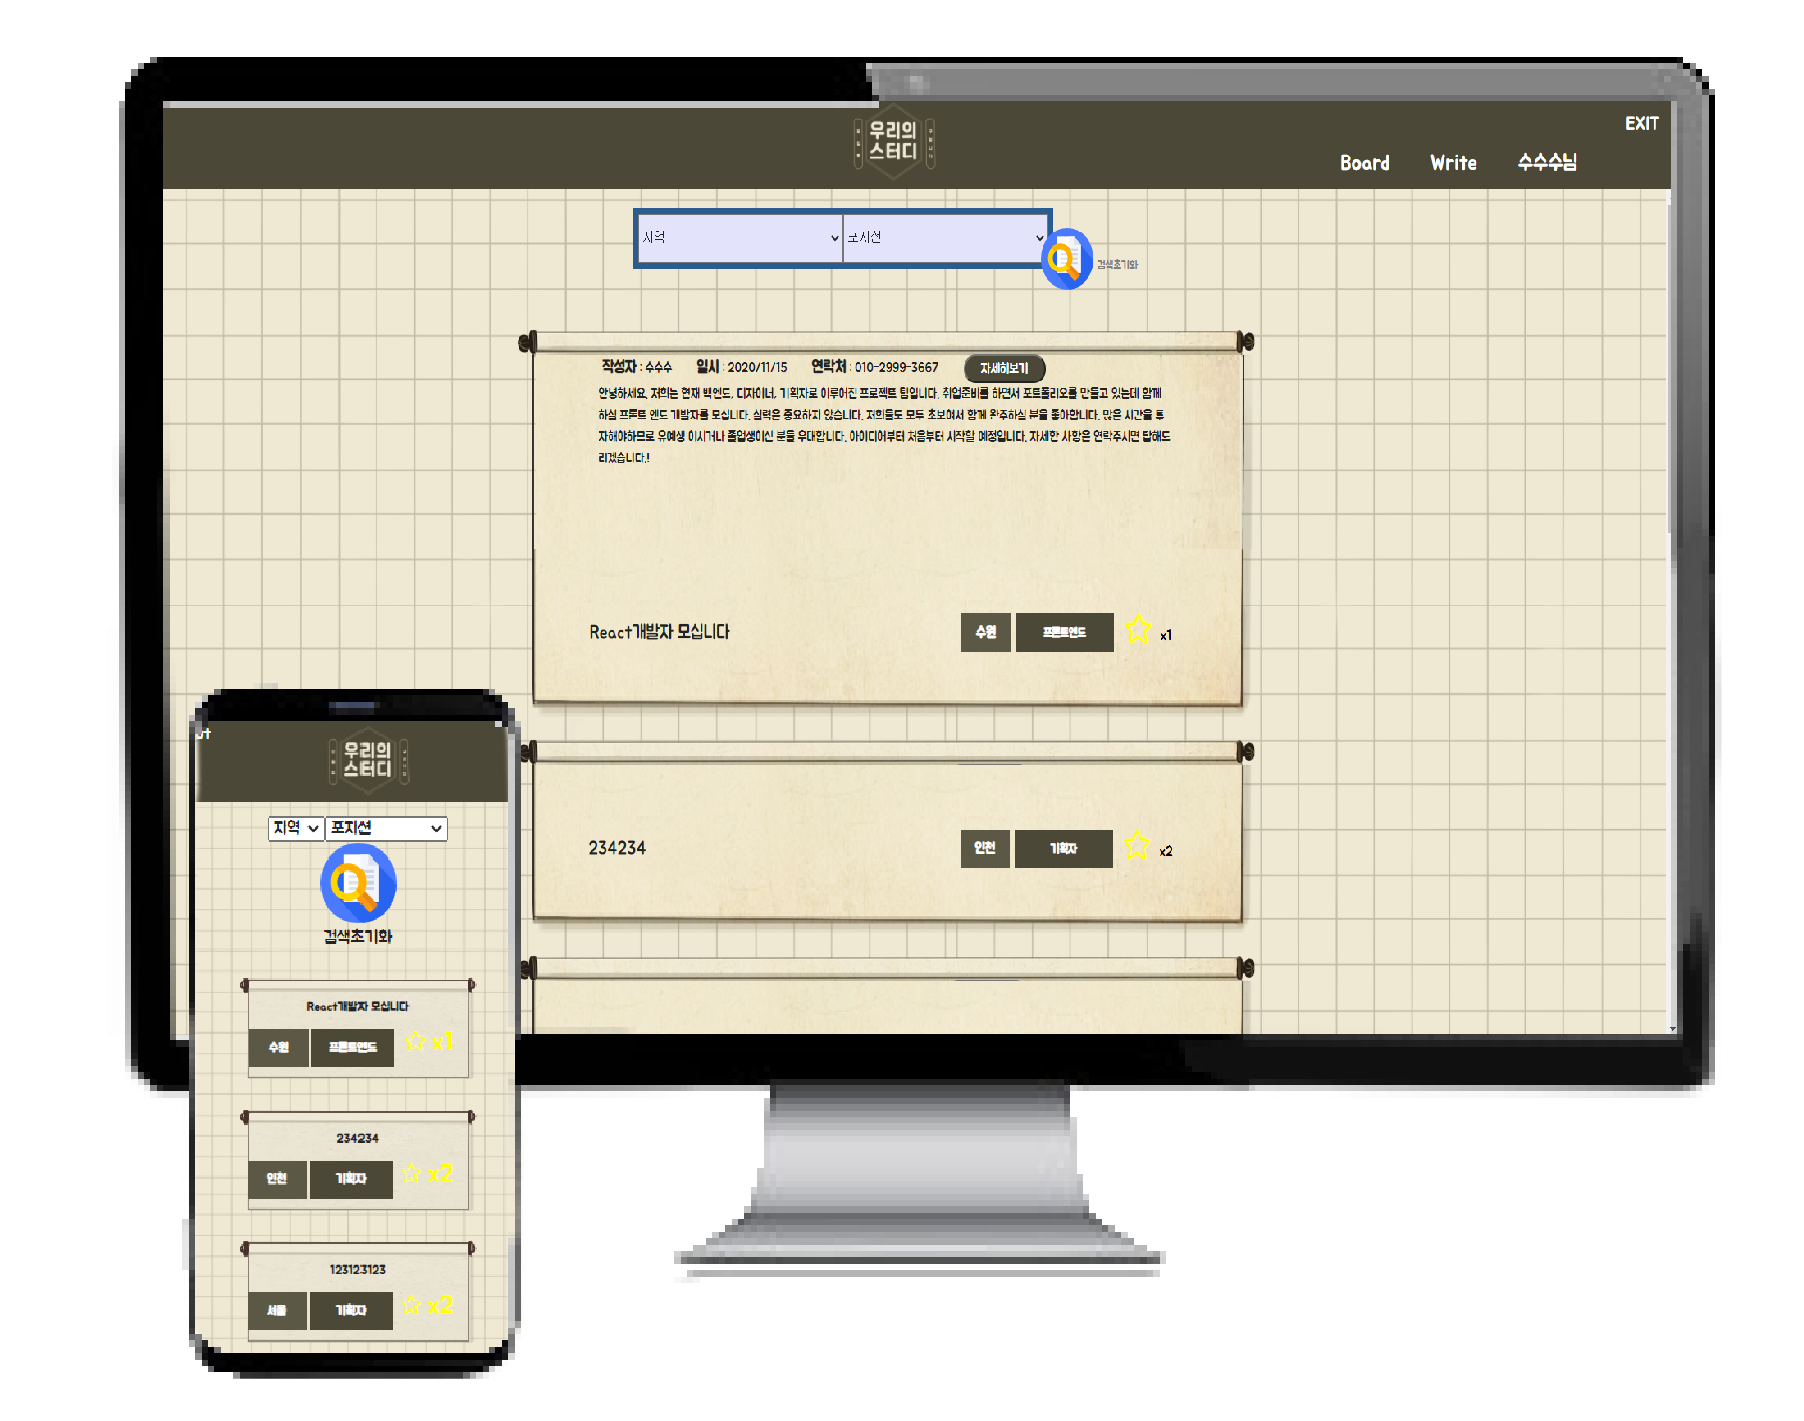 우리의
스터디
EXIT
Board Write 수수수님
지역 포지션
검색초기화
작성자 : 수수수 일시 : 2020/11/15 연락처 : 010-2999-3667 자세히보기
안녕하세요, 저희는 현재 백엔드, 디자이너, 기획자로 이루어진 프로젝트 팀입니다. 취업준비를 하면서 포트폴리오를 만들고 있는데 함께
하실 프론트 엔드 개발자를 모십니다. 실력은 중요하지 않습니다. 저희들도 모두 초보여서 함께 완주하실 분을 좋아합니다. 많은 시간을 투
자해야하므로 유예생 이시거나 졸업생이신 분을 우대합니다. 아이디어부터 처음부터 시작할 예정입니다. 자세한 사항은 연락주시면 답해드
리겠습니다!
React개발자 모십니다 수원 프론트엔드 x1
234234 인천 기획자 x2
우리의
스터디
지역 포지션
검색초기화
React개발자 모십니다
수원 프론트엔드 x1
234234
인천 기획자 x2
123123123
서울 기획자 x2